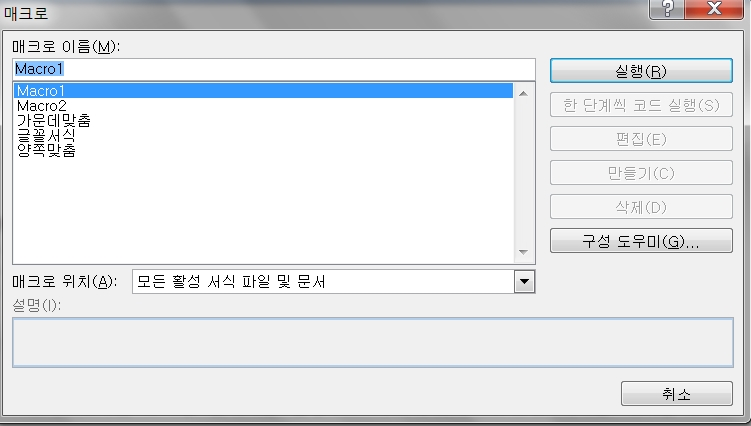 매크로
매크로 이름(M):
Macro1
실행(R)
Macro1
Macro2
가운데맞춤
글꼴서식
양쪽맞춤
한 단계씩 코드 실행(S)
편집(E)
만들기(C)
삭제(D)
구성 도우미(G)...
매크로 위치(A): 모든 활성 서식 파일 및 문서
설명(I):
취소